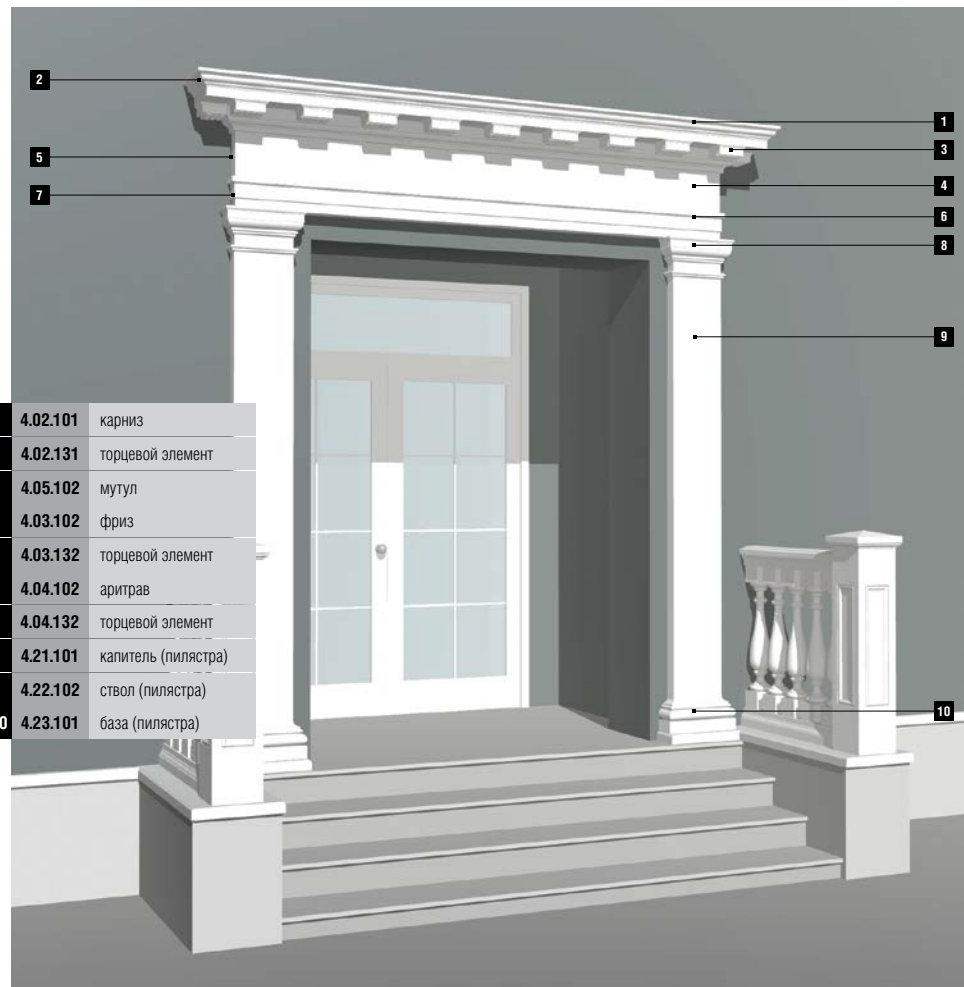 2
1
3
5
4
7
6
8
9
4.02.101 карниз
4.02.131 торцевой элемент
4.05.102 мутул
4.03.102 фриз
4.03.132 торцевой элемент
4.04.102 аритрав
4.04.132 торцевой элемент
4.21.101 капитель (пилястра)
4.22.102 ствол (пилястра)
0 4.23.101 база (пилястра)
10